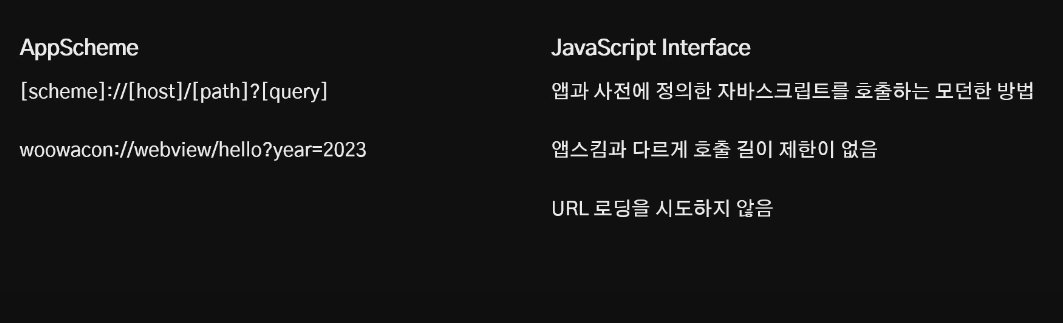 AppScheme
[scheme]://[host]/[path]?[query]
woowacon://webview/hello?year=2023
JavaScript Interface
앱과 사전에 정의한 자바스크립트를 호출하는 모던한 방법
앱스킴과 다르게 호출 길이 제한이 없음
URL 로딩을 시도하지 않음